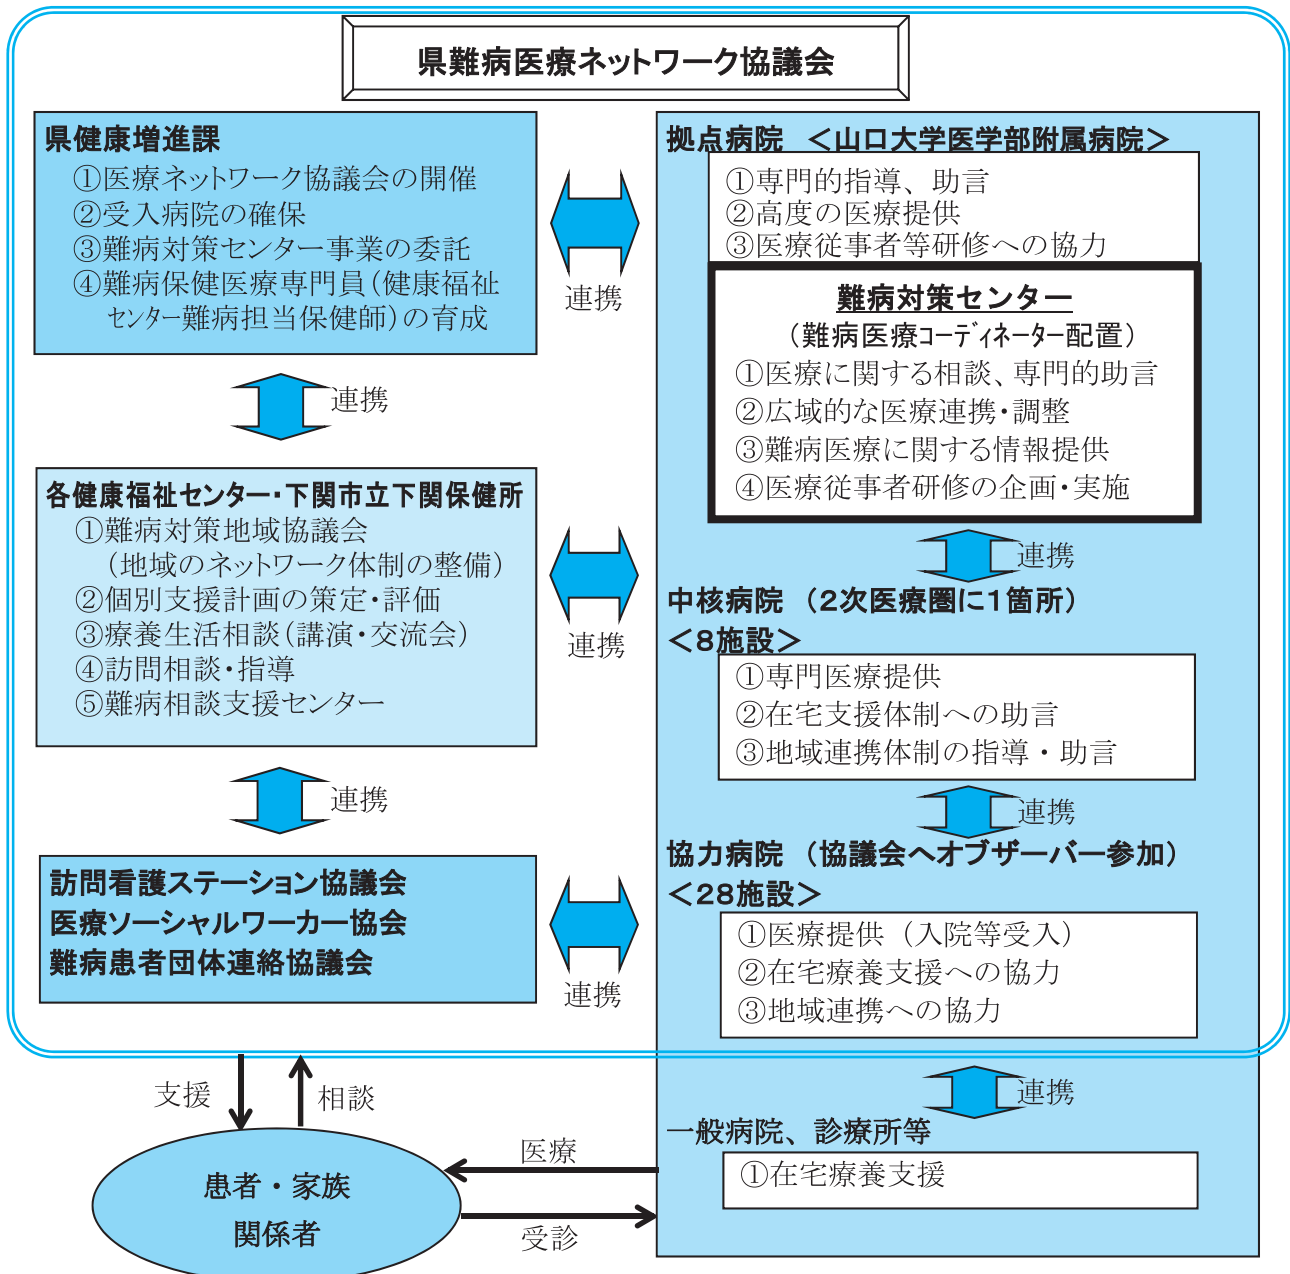 県難病医療ネットワーク協議会
県健康増進課
①医療ネットワーク協議会の開催
②受入病院の確保
③難病対策センター事業の委託
④難病保健医療専門員(健康福祉
センター難病担当保健師)の育成
連携
連携
各健康福祉センター・下関市立下関保健所
①難病対策地域協議会
(地域のネットワーク体制の整備)
②個別支援計画の策定・評価
③療養生活相談(講演・交流会)
④訪問相談・指導
⑤難病相談支援センター
連携
連携
訪問看護ステーション協議会
医療ソーシャルワーカー協会
難病患者団体連絡協議会
連携
拠点病院 <山口大学医学部附属病院>
①専門的指導、助言
②高度の医療提供
③医療従事者等研修への協力
難病対策センター
(難病医療コーディネーター配置)
①医療に関する相談、専門的助言
②広域的な医療連携・調整
③難病医療に関する情報提供
④医療従事者研修の企画・実施
連携
中核病院 (2次医療圏に1箇所)
<8施設>
①専門医療提供
②在宅支援体制への助言
③地域連携体制の指導・助言
連携
協力病院 (協議会へオブザーバー参加)
<28施設>
①医療提供(入院等受入)
②在宅療養支援への協力
③地域連携への協力
連携
一般病院、診療所等
①在宅療養支援
支援
相談
医療
受診
患者・家族
関係者